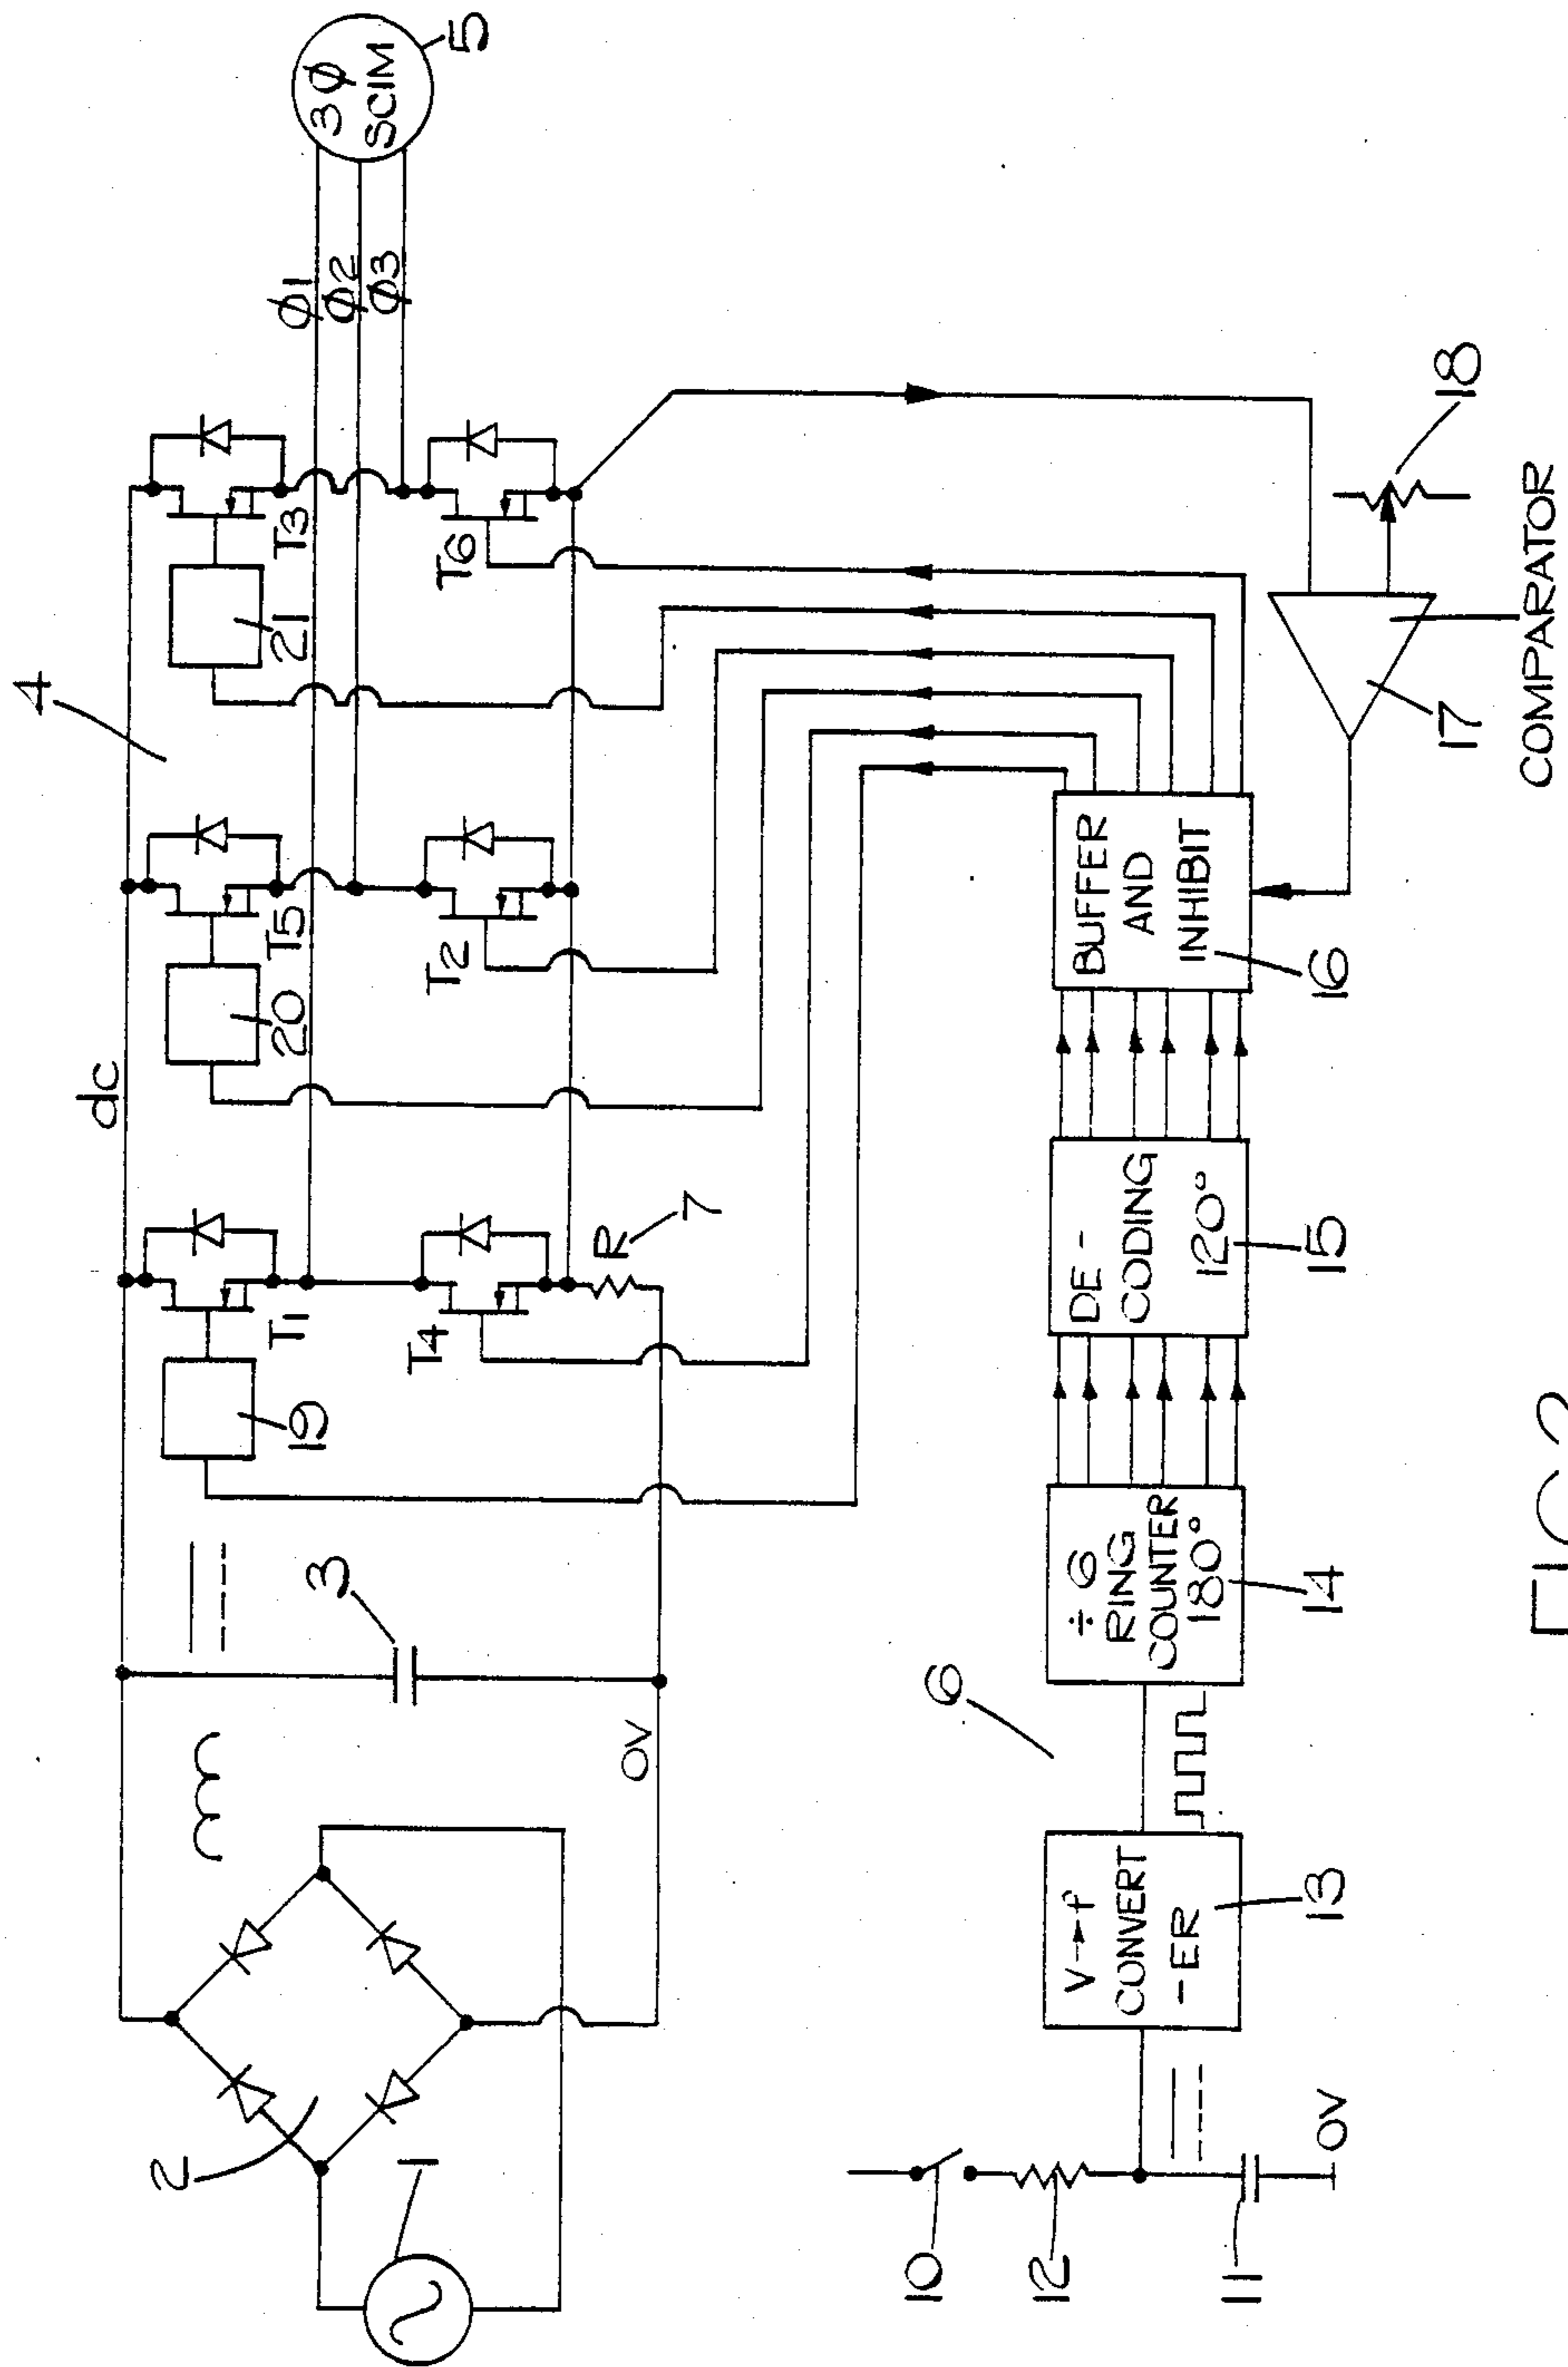 4
dc
19
T1
20
T5
21
T3
2
1
3
T4
T2
T6
R
7
0V
φ1
φ2
φ3
3φ
SCIM
5
6
10
12
11
0V
V→f
CONVERT
-ER
13
÷6
RING
COUNTER
180°
14
DE-
CODING
120°
15
BUFFER
AND
INHIBIT
16
17
18
COMPARATOR